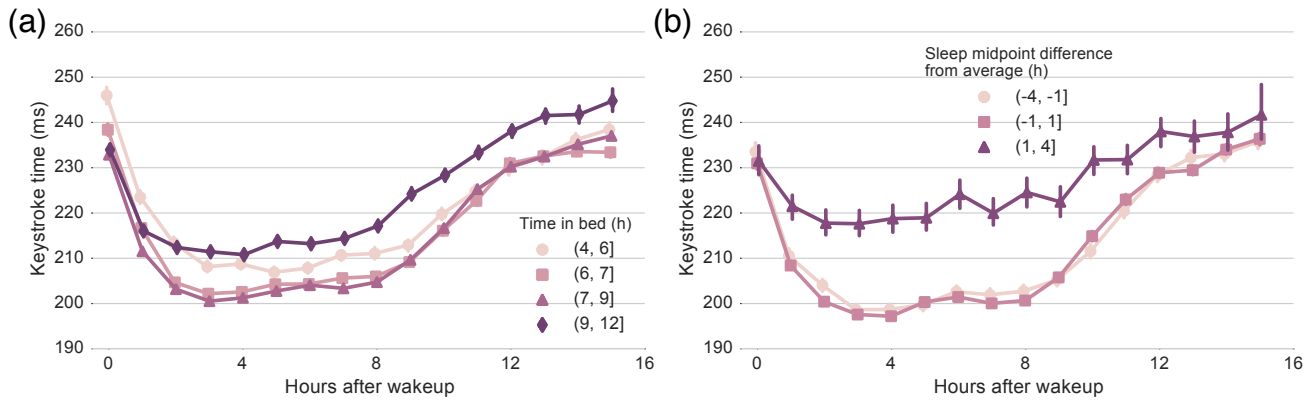 (a)
260
250
240
230
220
210
200
190
Keystroke time (ms)
0 4 8 12 16
Hours after wakeup
Time in bed (h)
(4, 6]
(6, 7]
(7, 9]
(9, 12]
(b)
260
250
240
230
220
210
200
190
Keystroke time (ms)
0 4 8 12 16
Hours after wakeup
Sleep midpoint difference
from average (h)
(-4, -1]
(-1, 1]
(1, 4]